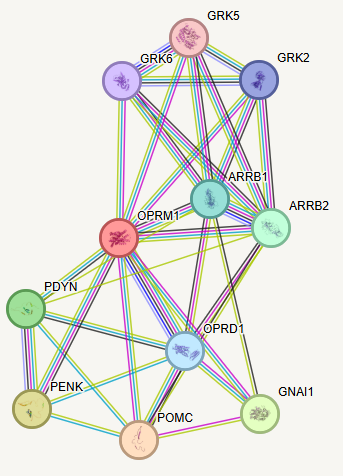 GRK5
GRK6
GRK2
ARRB1
ARRB2
OPRM1
PDYN
OPRD1
PENK
GNAI1
POMC